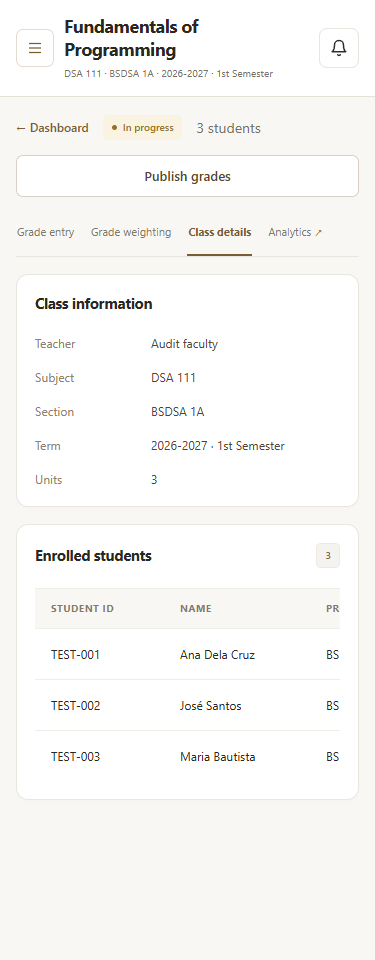 Fundamentals of
Programming
DSA 111 · BSDSA 1A · 2026-2027 · 1st Semester
← Dashboard
• In progress
3 students
Publish grades
Grade entry
Grade weighting
Class details
Analytics ↗
Class information
Teacher Audit faculty
Subject DSA 111
Section BSDSA 1A
Term 2026-2027 · 1st Semester
Units 3
Enrolled students 3
STUDENT ID NAME PR
TEST-001 Ana Dela Cruz BS
TEST-002 José Santos BS
TEST-003 Maria Bautista BS